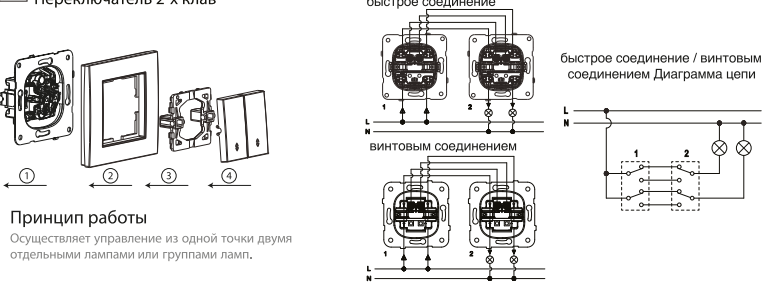 Переключатель 2-х клав
1
2
3
4
Принцип работы
Осуществляет управление из одной точки двумя
отдельными лампами или группами ламп.
быстрое соединение
1
2
L
N
винтовым соединением
1
2
L
N
быстрое соединение / винтовым
соединением Диаграмма цепи
L
N
1
2